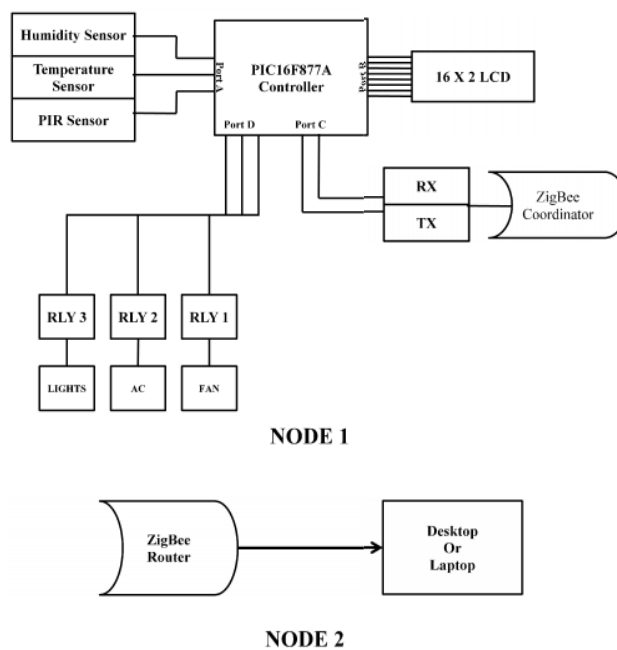 Humidity Sensor
Temperature
Sensor
PIR Sensor
Port A
PIC16F877A
Controller
Port B
Port D
Port C
16 X 2 LCD
RX
TX
ZigBee
Coordinator
RLY 3
RLY 2
RLY 1
LIGHTS
AC
FAN
NODE 1
ZigBee
Router
Desktop
Or
Laptop
NODE 2